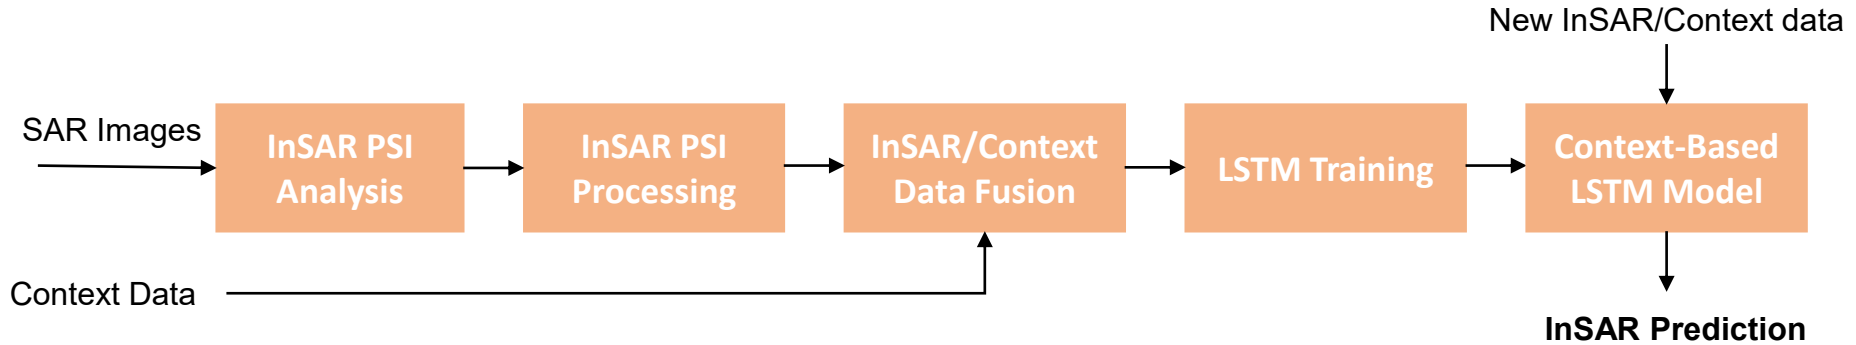 New InSAR/Context data
SAR Images
InSAR PSI
Analysis
InSAR PSI
Processing
InSAR/Context
Data Fusion
LSTM Training
Context-Based
LSTM Model
Context Data
InSAR Prediction